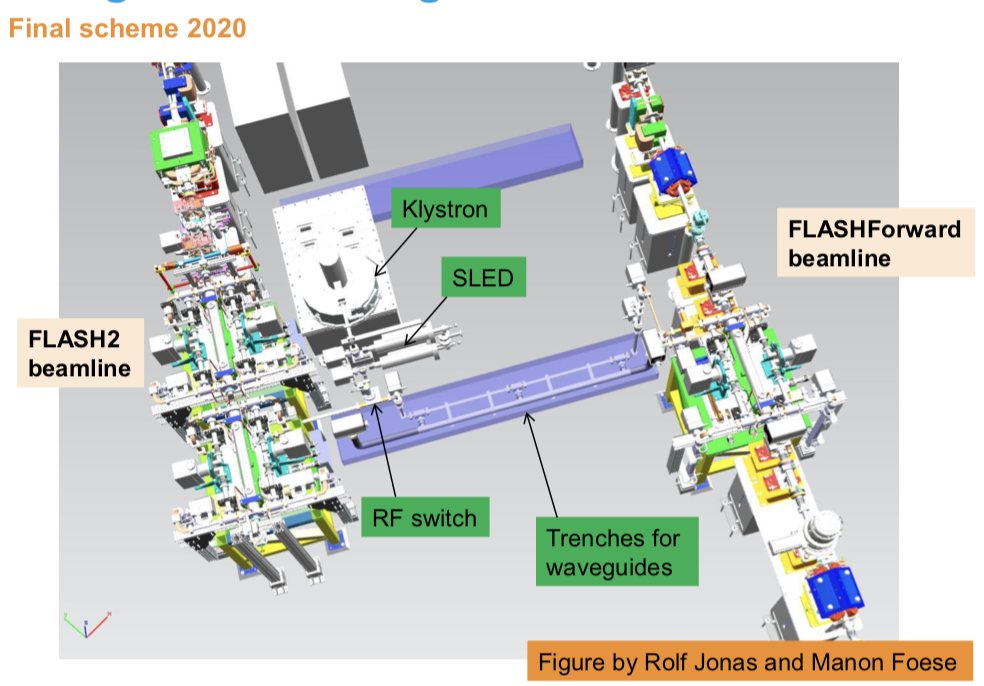 Final scheme 2020
Klystron
FLASHForward
beamline
SLED
FLASH2
beamline
RF switch
Trenches for
waveguides
Figure by Rolf Jonas and Manon Foese